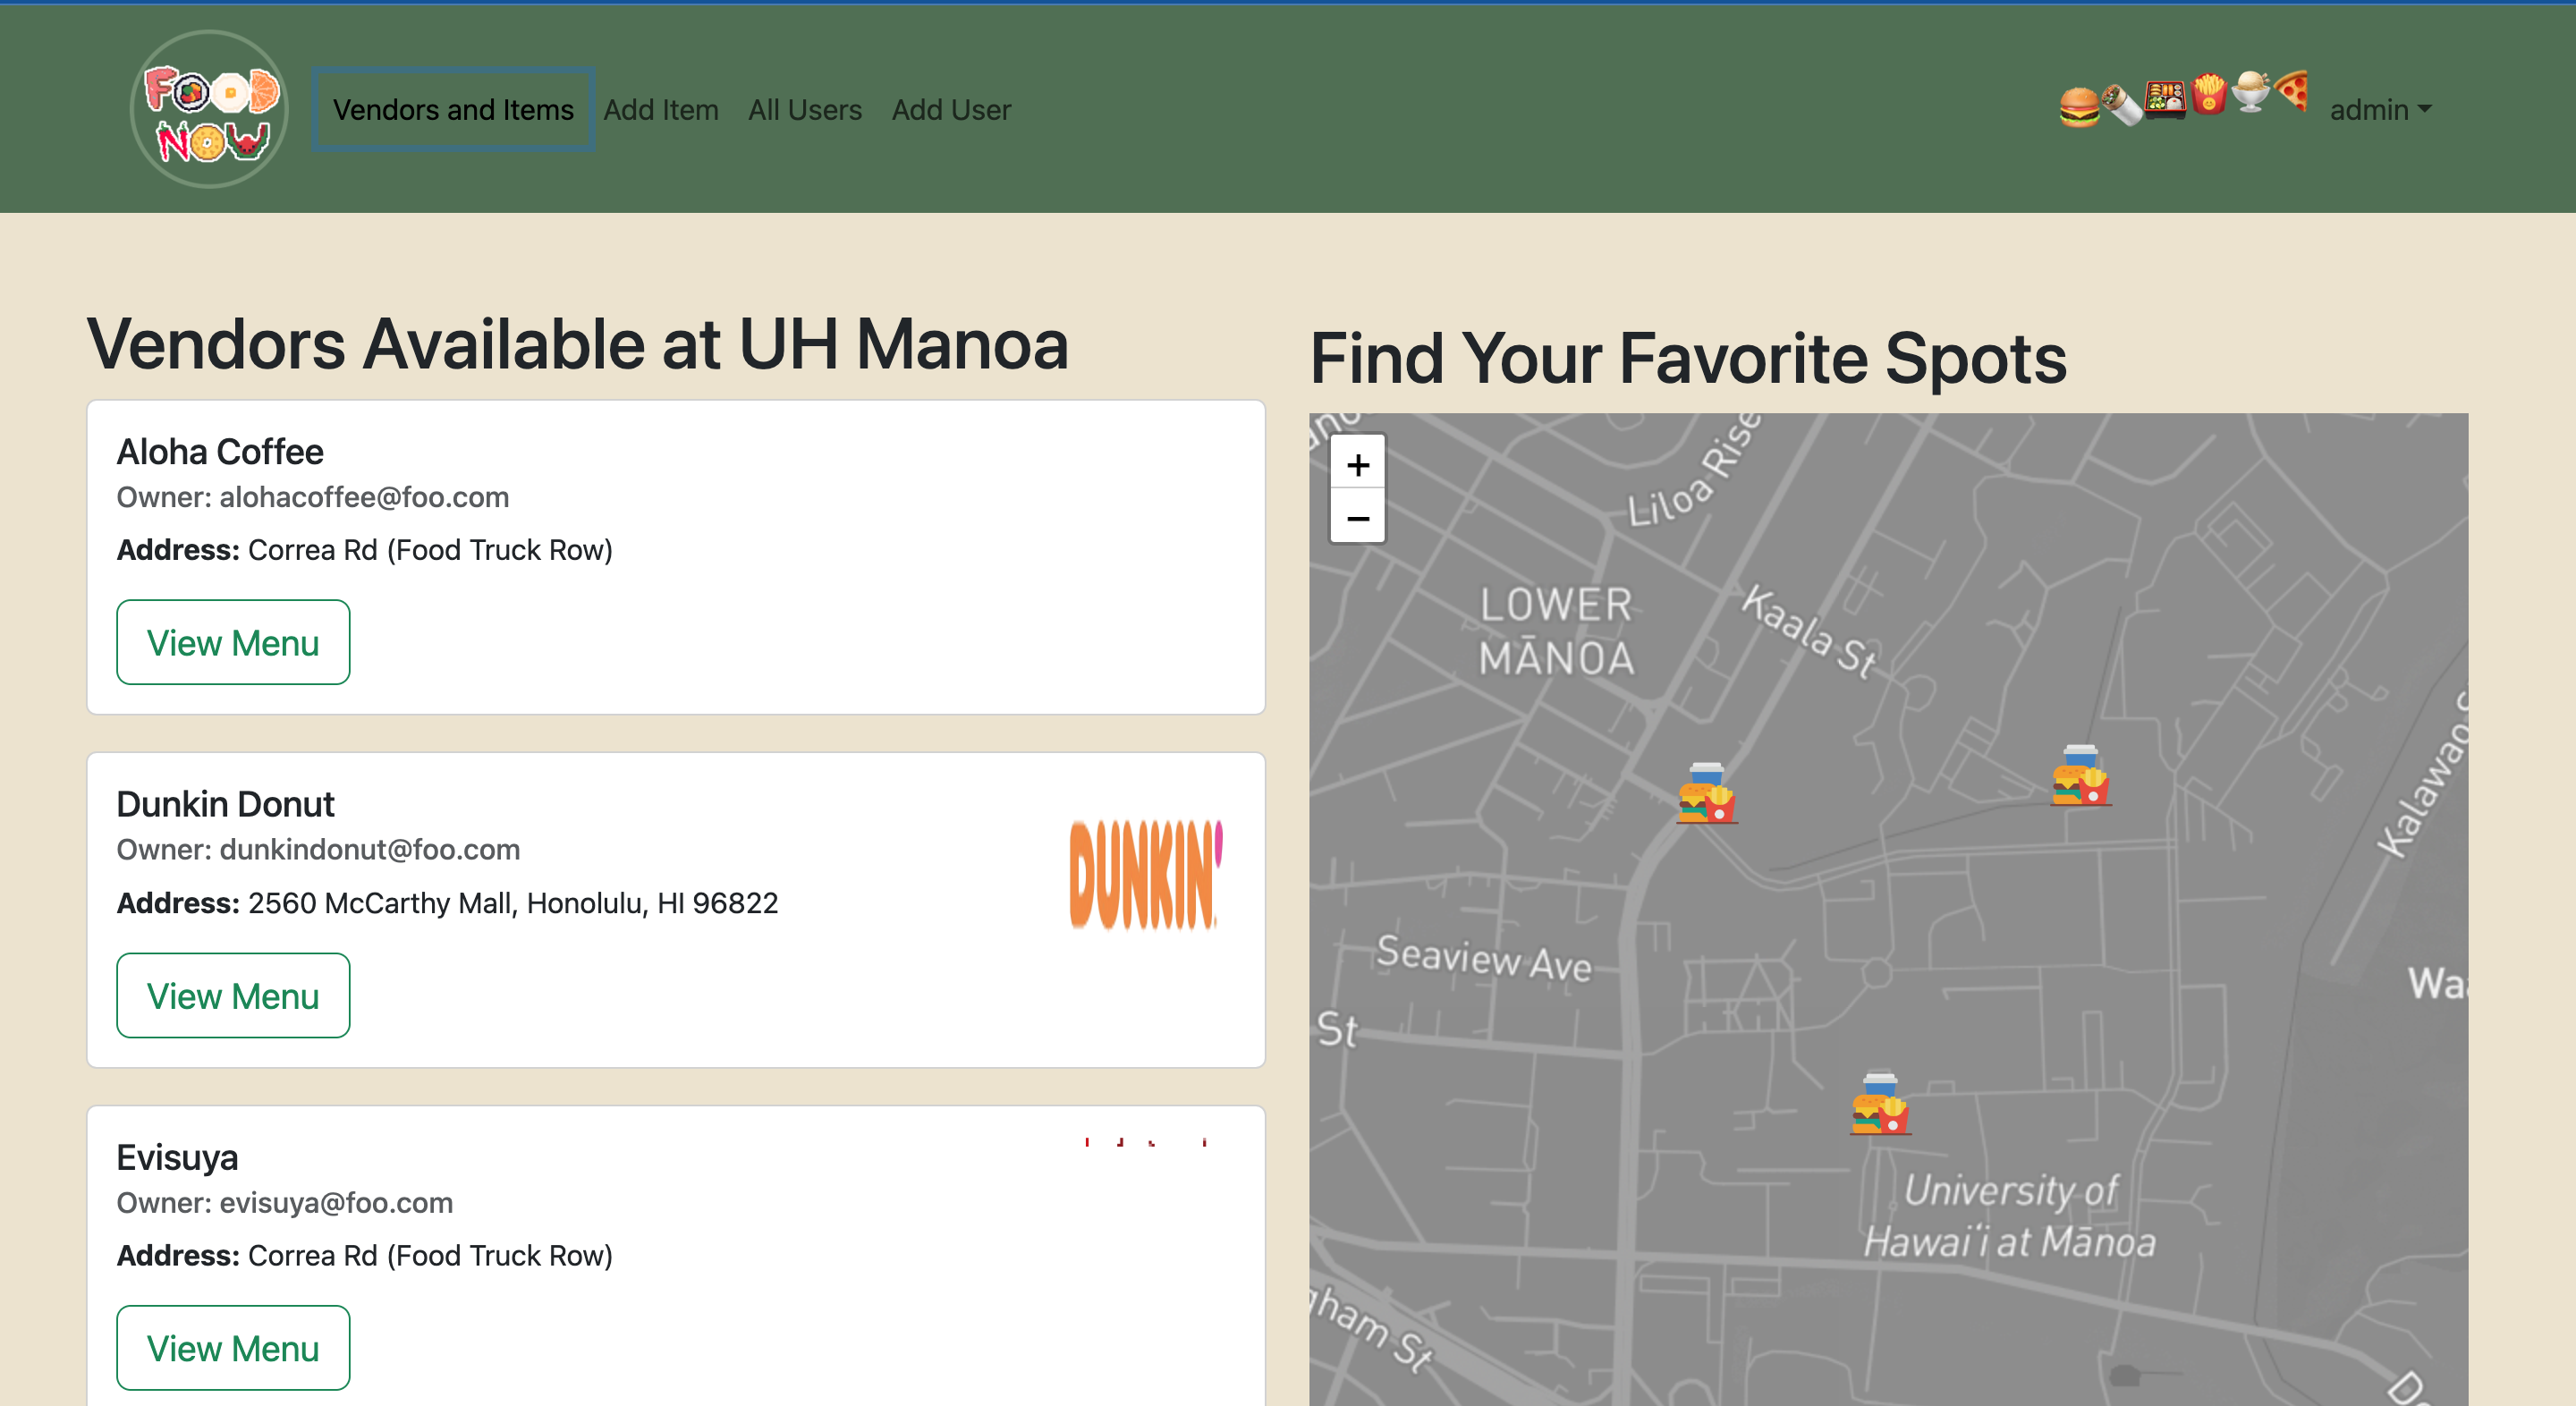 FOOD
NOW
Vendors and Items
Add Item
All Users
Add User
admin
Vendors Available at UH Manoa
Aloha Coffee
Owner: alohacoffee@foo.com
Address: Correa Rd (Food Truck Row)
View Menu
Dunkin Donut
Owner: dunkindonut@foo.com
Address: 2560 McCarthy Mall, Honolulu, HI 96822
DUNKIN'
View Menu
Evisuya
Owner: evisuya@foo.com
Address: Correa Rd (Food Truck Row)
View Menu
Find Your Favorite Spots
+
−
Liloa Rise
LOWER
MĀNOA
Kaala St
Seaview Ave
St
University of
Hawaiʻi at Mānoa